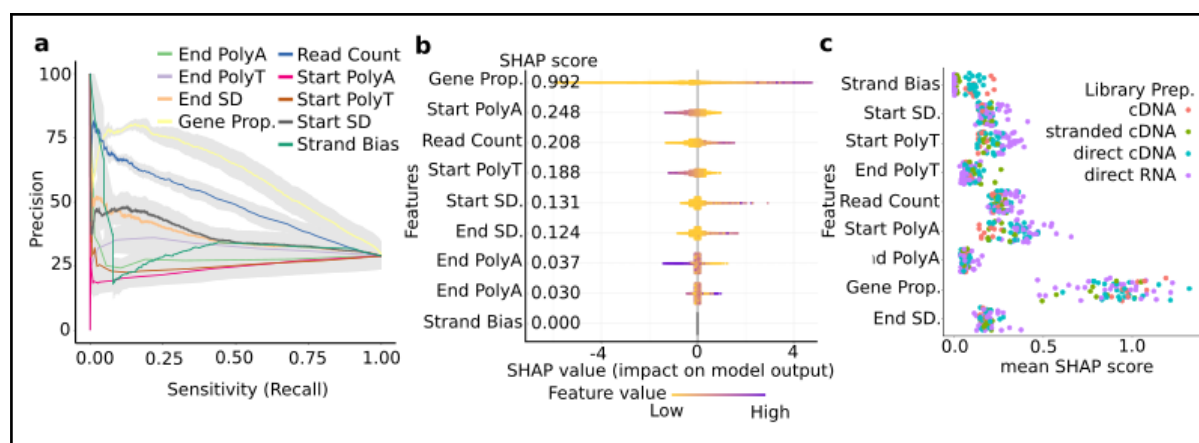 a
End PolyA
End PolyT
End SD
Gene Prop.
Read Count
Start PolyA
Start PolyT
Start SD
Strand Bias
100
75
50
25
0
Precision
0.00 0.25 0.50 0.75 1.00
Sensitivity (Recall)
b
SHAP score
Features
Gene Prop. 0.992
Start PolyA 0.248
Read Count 0.208
Start PolyT 0.188
Start SD. 0.131
End SD. 0.124
End PolyA 0.037
End PolyA 0.030
Strand Bias 0.000
-4 0 4
SHAP value (impact on model output)
Feature value
Low High
c
Features
Strand Bias
Start SD.
Start PolyT
End PolyT
Read Count
Start PolyA
ıd PolyA
Gene Prop.
End SD.
Library Prep.
cDNA
stranded cDNA
direct cDNA
direct RNA
0.0 0.5 1.0
mean SHAP score